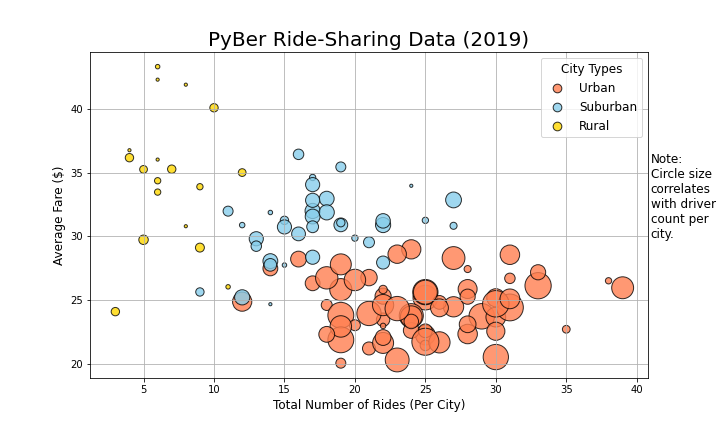 PyBer Ride-Sharing Data (2019)
City Types
Urban
Suburban
Rural
Average Fare ($)
40
35
30
25
20
Note:
Circle size
correlates
with driver
count per
city.
5 10 15 20 25 30 35 40
Total Number of Rides (Per City)